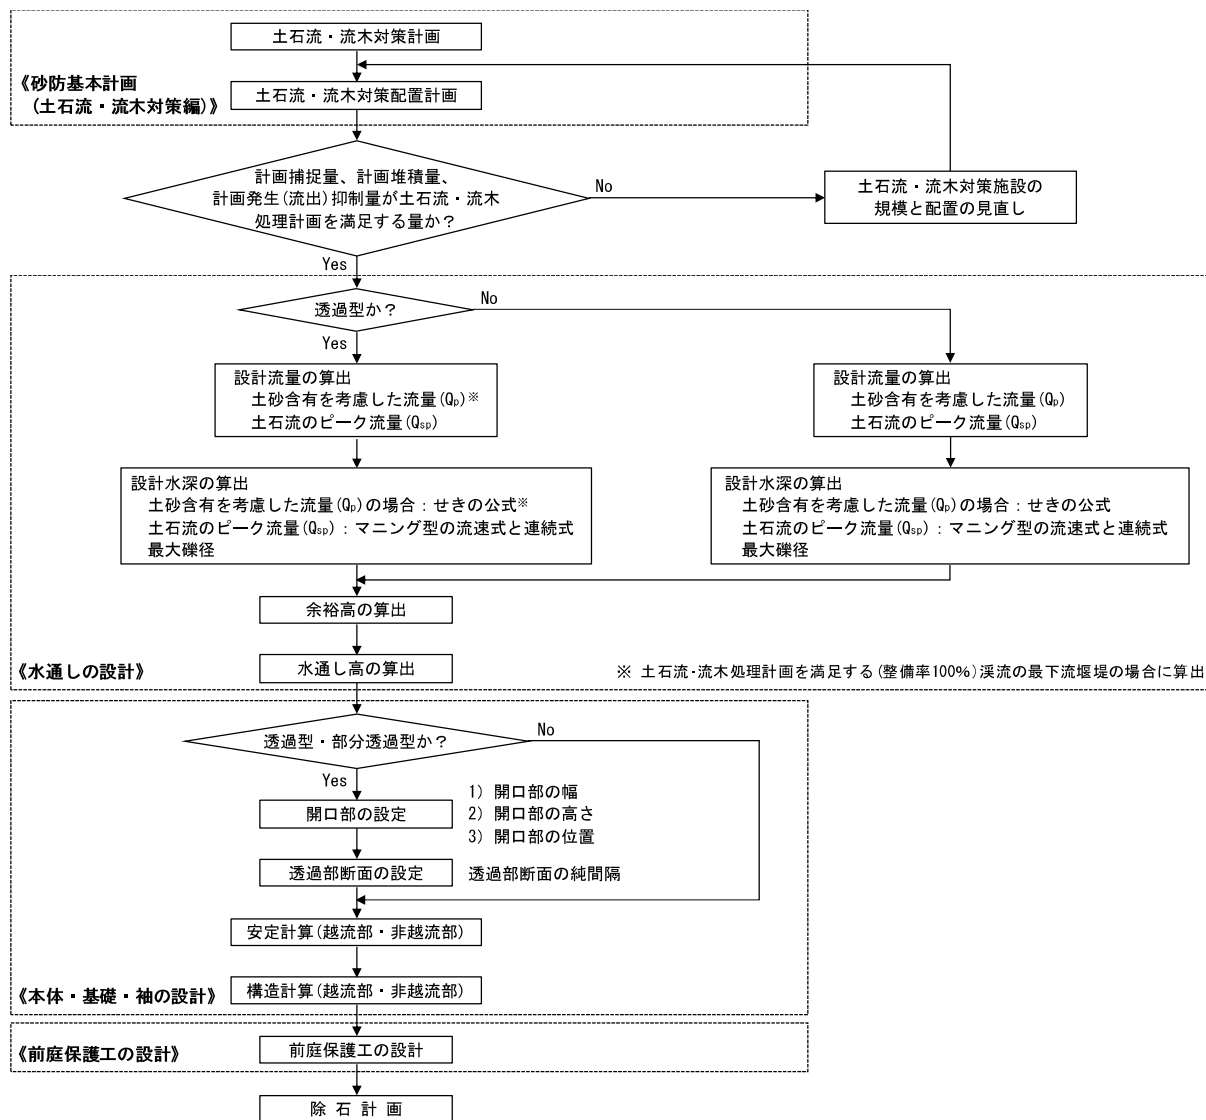 土石流・流木対策計画
《砂防基本計画
（土石流・流木対策編）》
土石流・流木対策配置計画
計画捕捉量、計画堆積量、
計画発生(流出)抑制量が土石流・流木
処理計画を満足する量か？
No
土石流・流木対策施設の
規模と配置の見直し
Yes
透過型か？
No
Yes
設計流量の算出
土砂含有を考慮した流量(Qp)※
土石流のピーク流量(Qsp)
設計流量の算出
土砂含有を考慮した流量(Qp)
土石流のピーク流量(Qsp)
設計水深の算出
土砂含有を考慮した流量(Qp)の場合：せきの公式※
土石流のピーク流量(Qsp)：マニング型の流速式と連続式
最大礫径
設計水深の算出
土砂含有を考慮した流量(Qp)の場合：せきの公式
土石流のピーク流量(Qsp)：マニング型の流速式と連続式
最大礫径
余裕高の算出
《水通しの設計》
水通し高の算出
※ 土石流・流木処理計画を満足する(整備率100%)渓流の最下流堰堤の場合に算出
透過型・部分透過型か？
No
Yes
開口部の設定
1) 開口部の幅
2) 開口部の高さ
3) 開口部の位置
透過部断面の設定
透過部断面の純間隔
安定計算(越流部・非越流部)
《本体・基礎・袖の設計》
構造計算(越流部・非越流部)
《前庭保護工の設計》
前庭保護工の設計
除 石 計 画